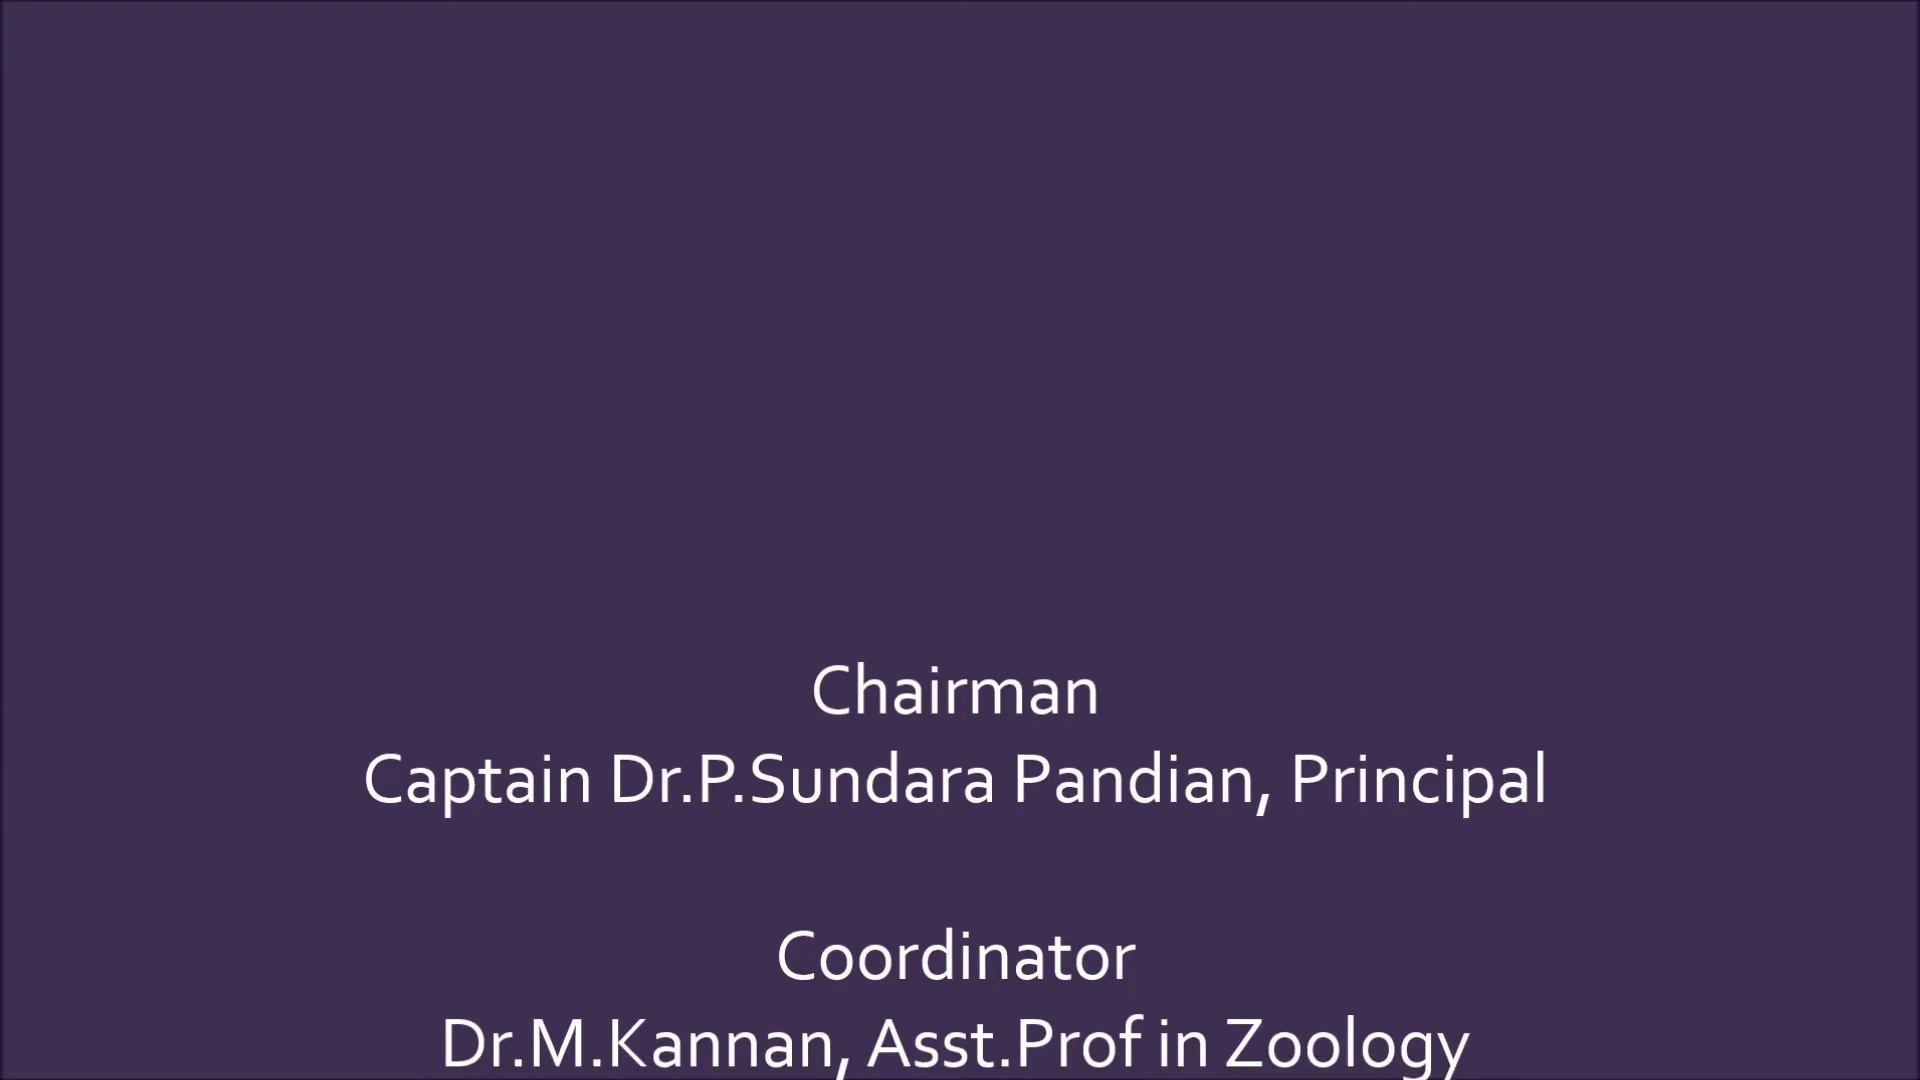 Chairman
Captain Dr.P.Sundara Pandian, Principal
Coordinator
Dr.M.Kannan, Asst.Prof in Zoology